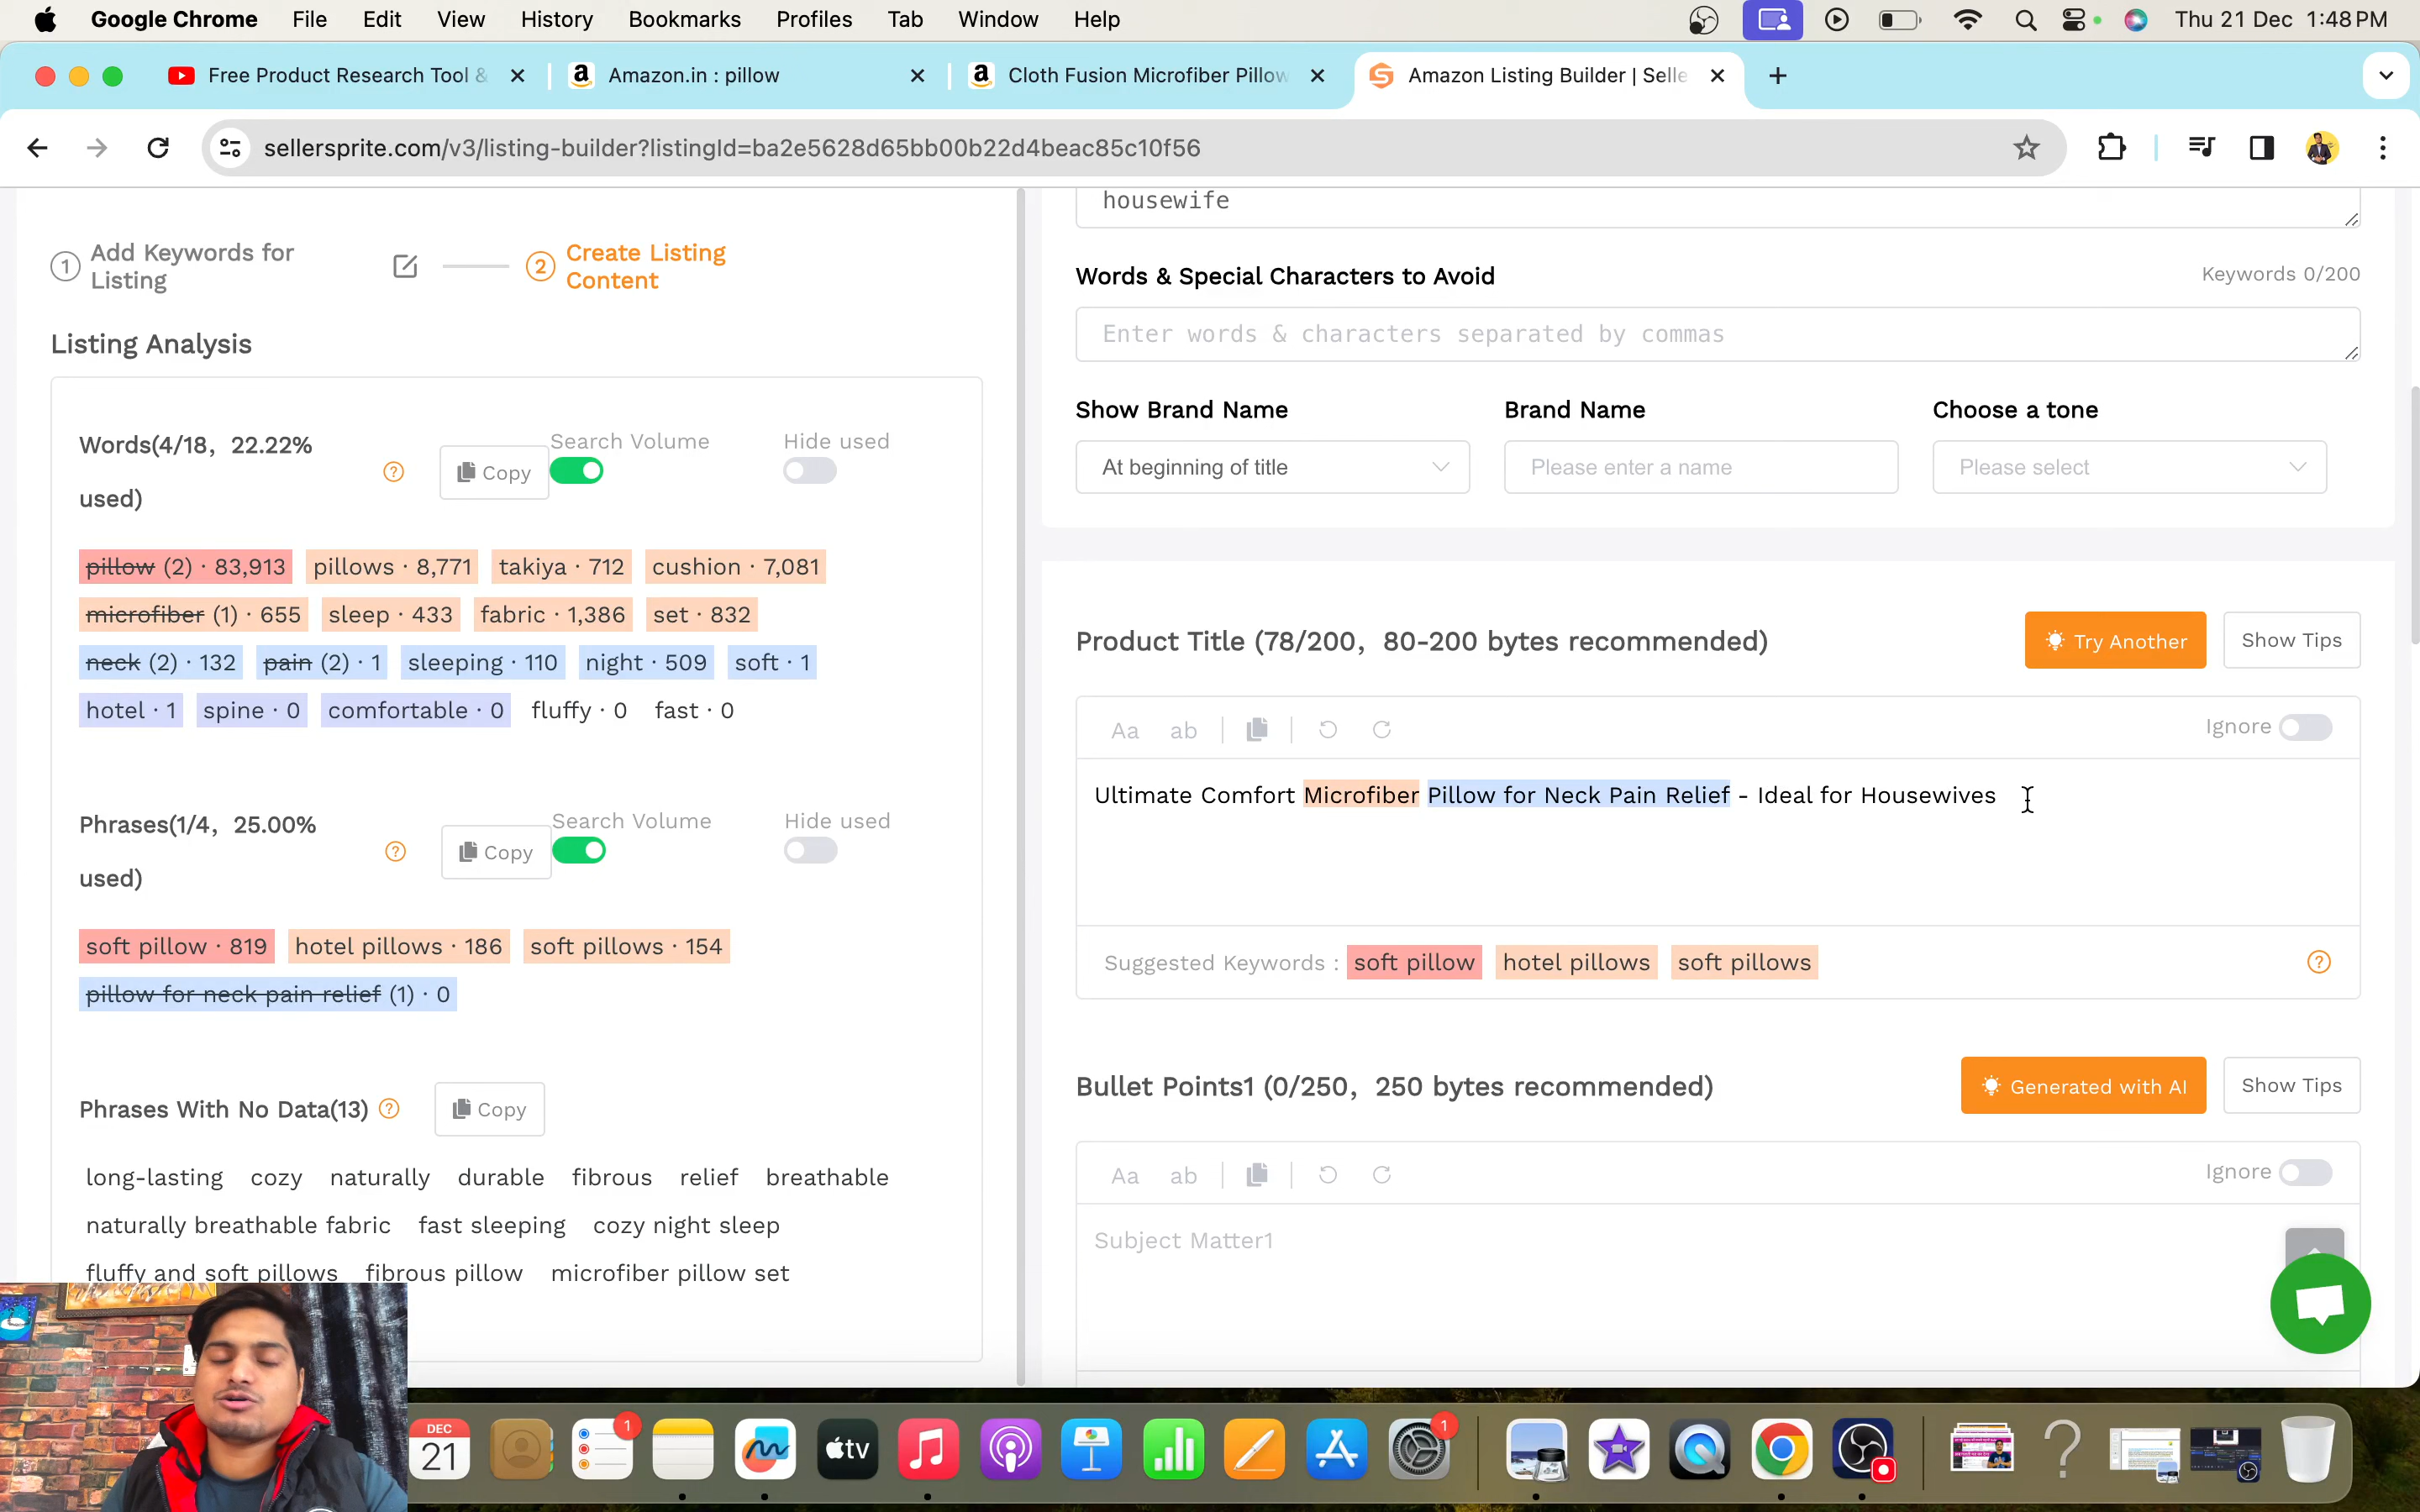 Google Chrome File Edit View History Bookmarks Profiles Tab Window Help Thu 21 Dec 1:48 PM
Free Product Research Tool & Amazon.in : pillow Cloth Fusion Microfiber Pillow Amazon Listing Builder | Selle
sellersprite.com/v3/listing-builder?listingId=ba2e5628d65bb00b22d4beac85c10f56
1 Add Keywords for Listing
2 Create Listing Content
Listing Analysis
Words(4/18, 22.22% used)
Copy
Search Volume
Hide used
pillow (2) · 83,913 pillows · 8,771 takiya · 712 cushion · 7,081
microfiber (1) · 655 sleep · 433 fabric · 1,386 set · 832
neck (2) · 132 pain (2) · 1 sleeping · 110 night · 509 soft · 1
hotel · 1 spine · 0 comfortable · 0 fluffy · 0 fast · 0
Phrases(1/4, 25.00% used)
Copy
Search Volume
Hide used
soft pillow · 819 hotel pillows · 186 soft pillows · 154
pillow for neck pain relief (1) · 0
Phrases With No Data(13)
Copy
long-lasting cozy naturally durable fibrous relief breathable
naturally breathable fabric fast sleeping cozy night sleep
fluffy and soft pillows fibrous pillow microfiber pillow set
housewife
Words & Special Characters to Avoid
Keywords 0/200
Enter words & characters separated by commas
Show Brand Name Brand Name Choose a tone
At beginning of title Please enter a name Please select
Product Title (78/200, 80-200 bytes recommended)
Try Another
Show Tips
Aa ab
Ignore
Ultimate Comfort Microfiber Pillow for Neck Pain Relief - Ideal for Housewives
Suggested Keywords : soft pillow hotel pillows soft pillows
Bullet Points1 (0/250, 250 bytes recommended)
Generated with AI
Show Tips
Aa ab
Ignore
Subject Matter1
DEC
21
1
tv
1